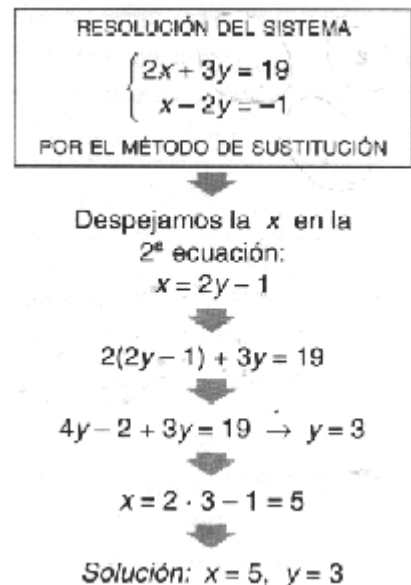 RESOLUCIÓN DEL SISTEMA
2x + 3y = 19
x − 2y = −1
POR EL MÉTODO DE SUSTITUCIÓN
Despejamos la x en la
2ª ecuación:
x = 2y − 1
2(2y − 1) + 3y = 19
4y − 2 + 3y = 19 → y = 3
x = 2 · 3 − 1 = 5
Solución: x = 5, y = 3